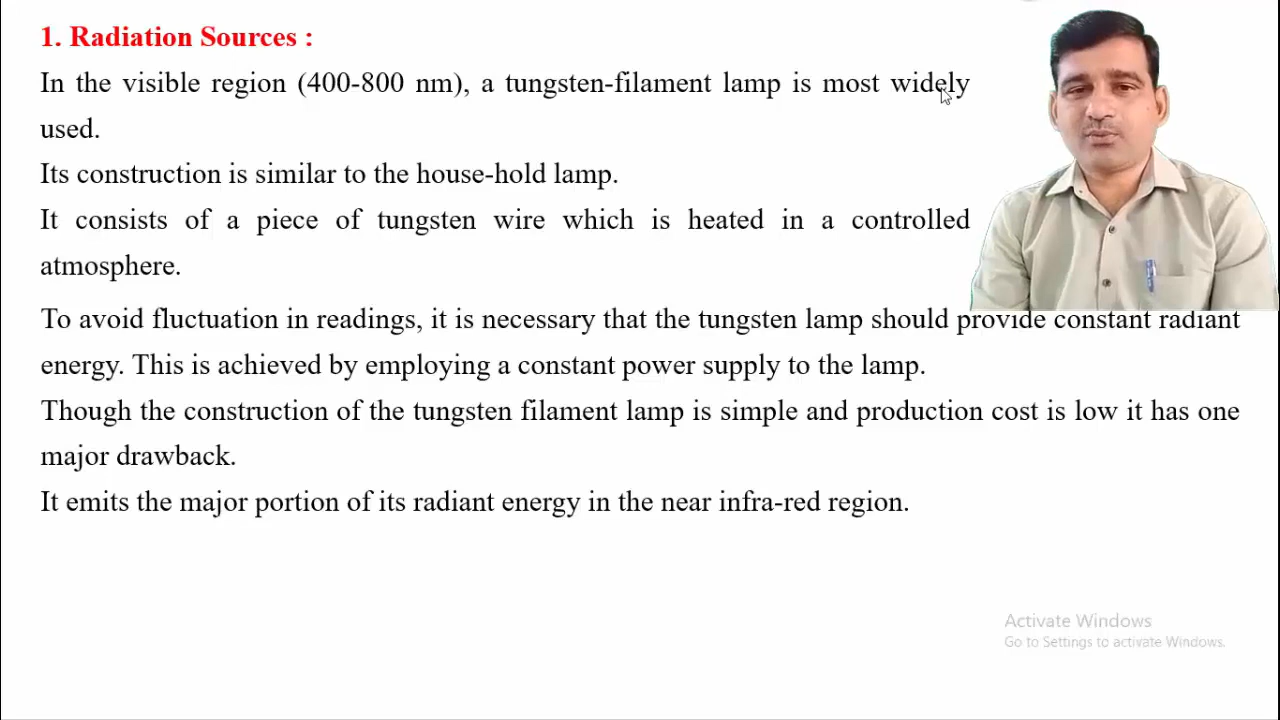 1. Radiation Sources :
In the visible region (400-800 nm), a tungsten-filament lamp is most widely
used.
Its construction is similar to the house-hold lamp.
It consists of a piece of tungsten wire which is heated in a controlled
atmosphere.
To avoid fluctuation in readings, it is necessary that the tungsten lamp should provide constant radiant
energy. This is achieved by employing a constant power supply to the lamp.
Though the construction of the tungsten filament lamp is simple and production cost is low it has one
major drawback.
It emits the major portion of its radiant energy in the near infra-red region.
Activate Windows
Go to Settings to activate Windows.